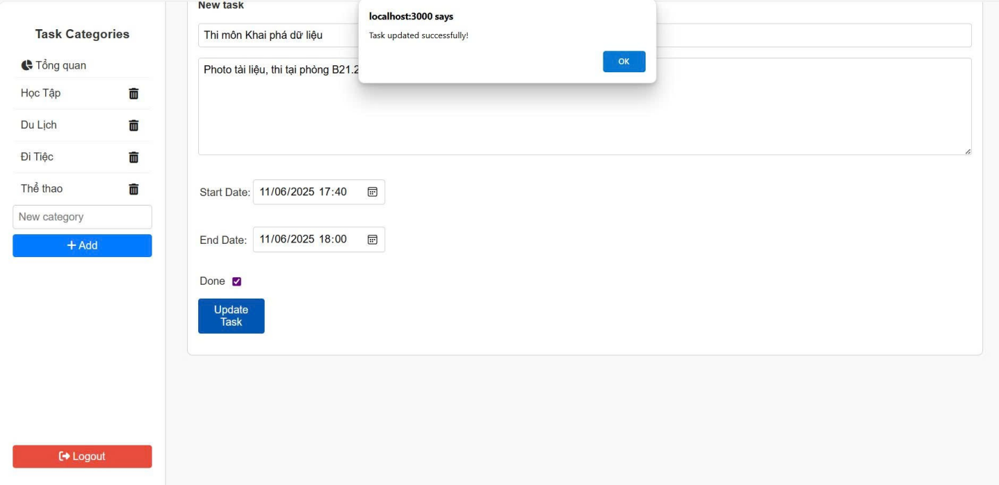 Task Categories
Tổng quan
Học Tập
Du Lịch
Đi Tiệc
Thể thao
New category
+ Add
Logout
New task
Thi môn Khai phá dữ liệu
Photo tài liệu, thi tại phòng B21.2
localhost:3000 says
Task updated successfully!
OK
Start Date: 11/06/2025 17:40
End Date: 11/06/2025 18:00
Done
Update
Task